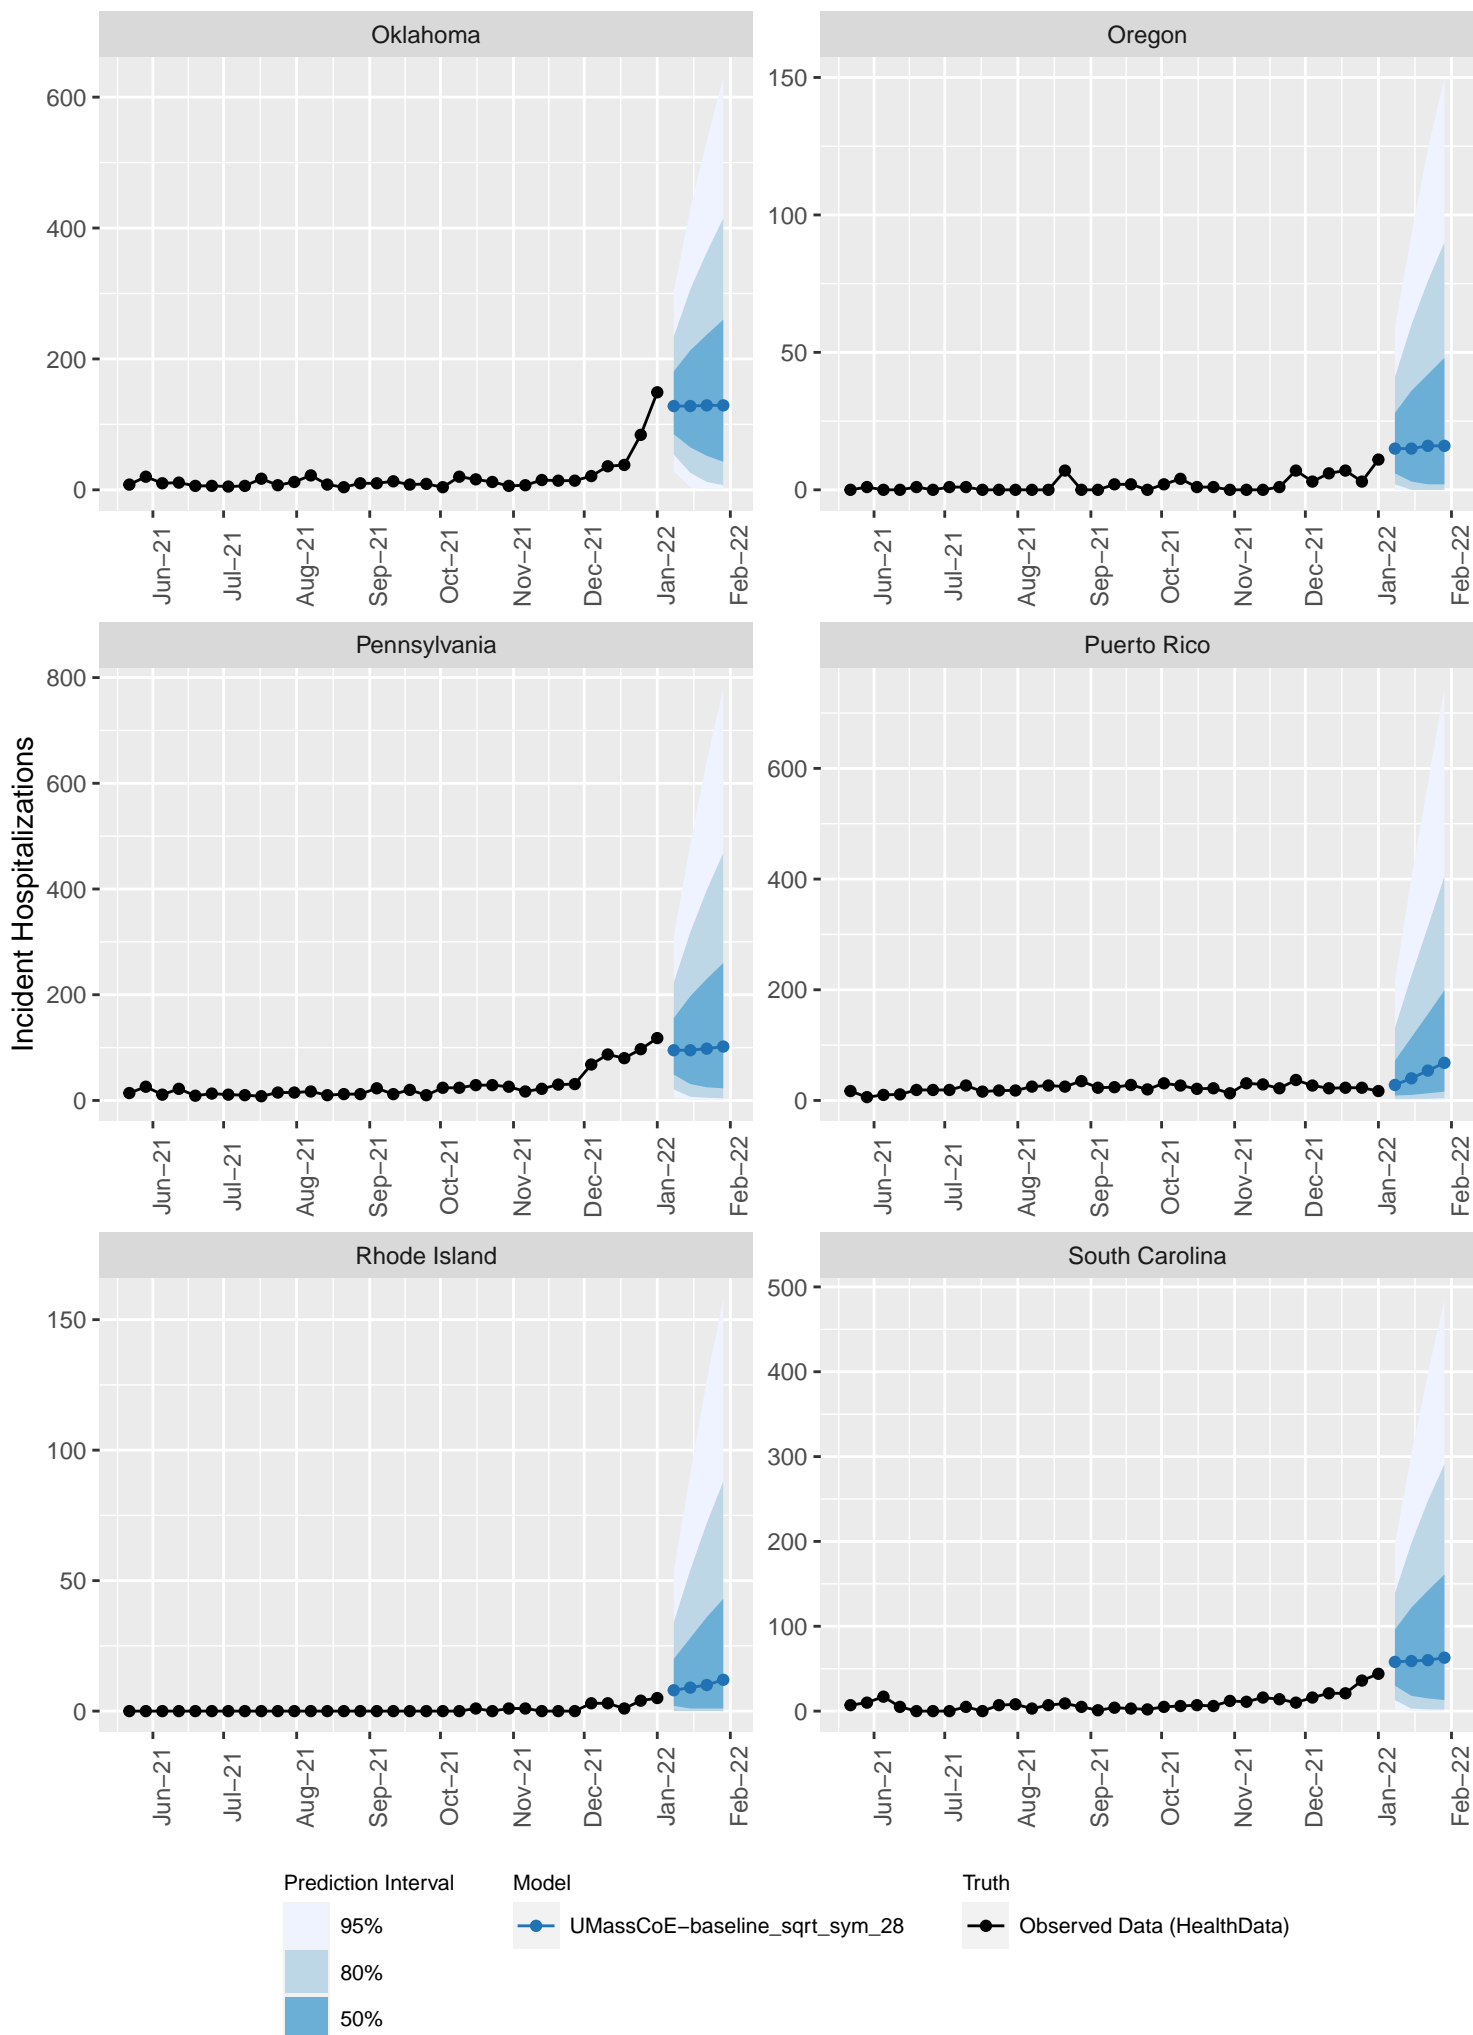 Oklahoma
Oregon
600
400
200
0
150
100
50
0
Jun−21
Jul−21
Aug−21
Sep−21
Oct−21
Nov−21
Dec−21
Jan−22
Feb−22
Jun−21
Jul−21
Aug−21
Sep−21
Oct−21
Nov−21
Dec−21
Jan−22
Feb−22
Incident Hospitalizations
Pennsylvania
Puerto Rico
800
600
400
200
0
600
400
200
0
Jun−21
Jul−21
Aug−21
Sep−21
Oct−21
Nov−21
Dec−21
Jan−22
Feb−22
Jun−21
Jul−21
Aug−21
Sep−21
Oct−21
Nov−21
Dec−21
Jan−22
Feb−22
Rhode Island
South Carolina
150
100
50
0
500
400
300
200
100
0
Jun−21
Jul−21
Aug−21
Sep−21
Oct−21
Nov−21
Dec−21
Jan−22
Feb−22
Jun−21
Jul−21
Aug−21
Sep−21
Oct−21
Nov−21
Dec−21
Jan−22
Feb−22
Prediction Interval
95%
80%
50%
Model
UMassCoE−baseline_sqrt_sym_28
Truth
Observed Data (HealthData)